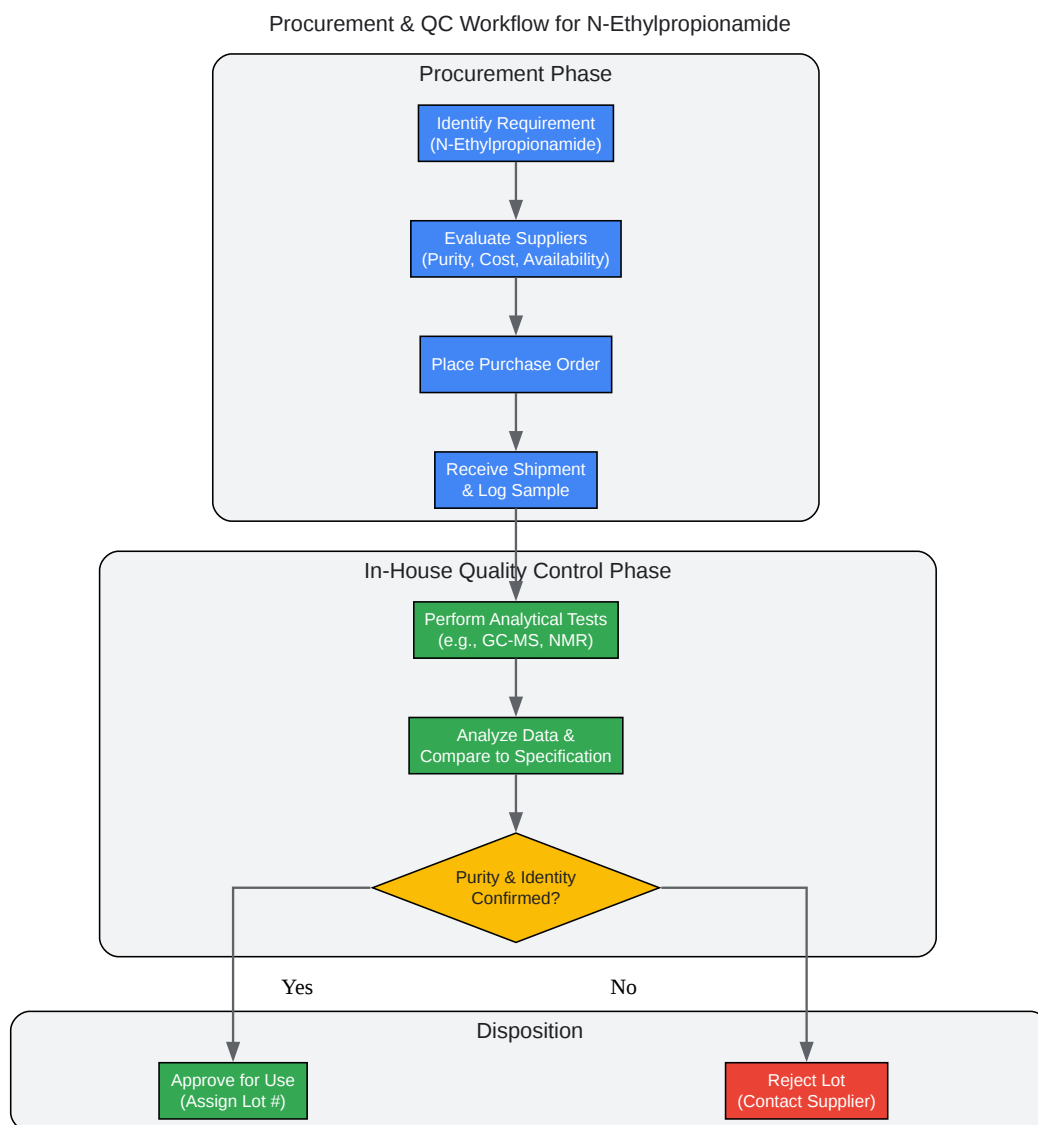 Procurement & QC Workflow for N-Ethylpropionamide
Procurement Phase
Identify Requirement
(N-Ethylpropionamide)
Evaluate Suppliers
(Purity, Cost, Availability)
Place Purchase Order
Receive Shipment
& Log Sample
In-House Quality Control Phase
Perform Analytical Tests
(e.g., GC-MS, NMR)
Analyze Data &
Compare to Specification
Purity & Identity
Confirmed?
Yes
No
Disposition
Approve for Use
(Assign Lot #)
Reject Lot
(Contact Supplier)